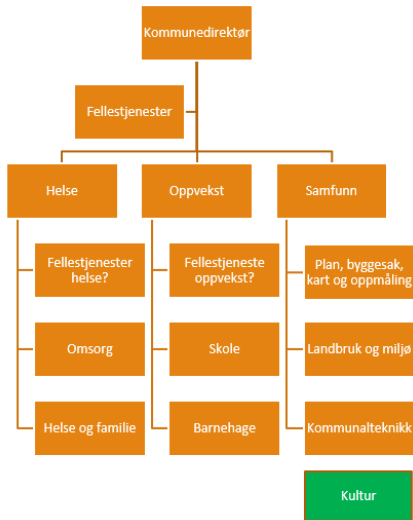 Kommunedirektør
Fellestjenester
Helse
Oppvekst
Samfunn
Fellestjenester
helse?
Fellestjeneste
oppvekst?
Plan, byggesak,
kart og oppmåling
Omsorg
Skole
Landbruk og miljø
Helse og familie
Barnehage
Kommunalteknikk
Kultur